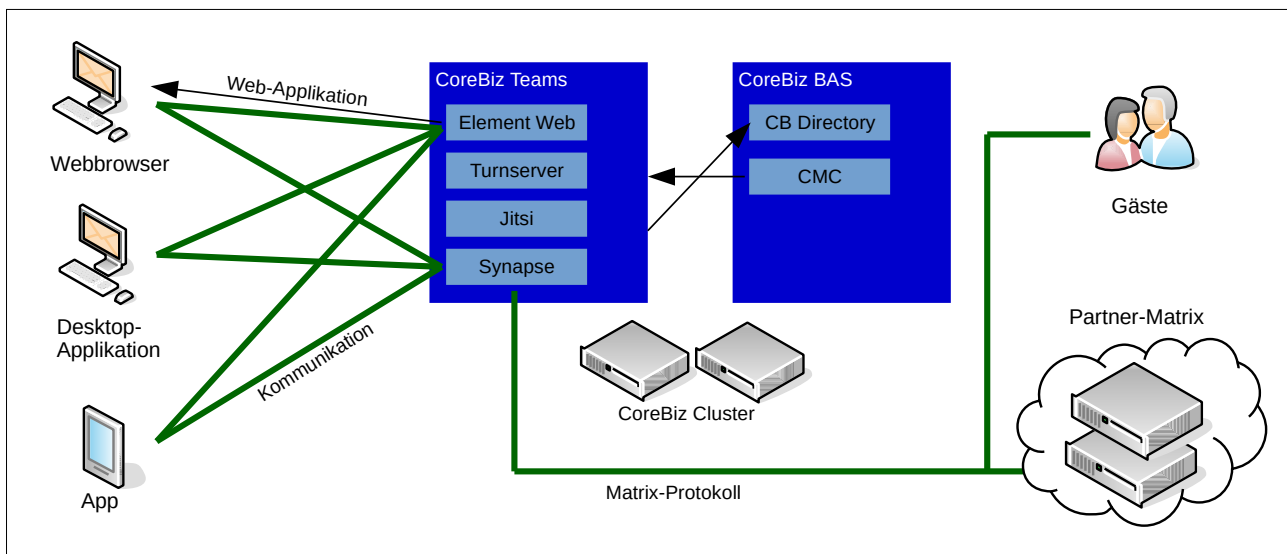 Webbrowser
Desktop-
Applikation
App
Web-Applikation
Kommunikation
CoreBiz Teams
Element Web
Turnserver
Jitsi
Synapse
CoreBiz BAS
CB Directory
CMC
CoreBiz Cluster
Matrix-Protokoll
Gäste
Partner-Matrix